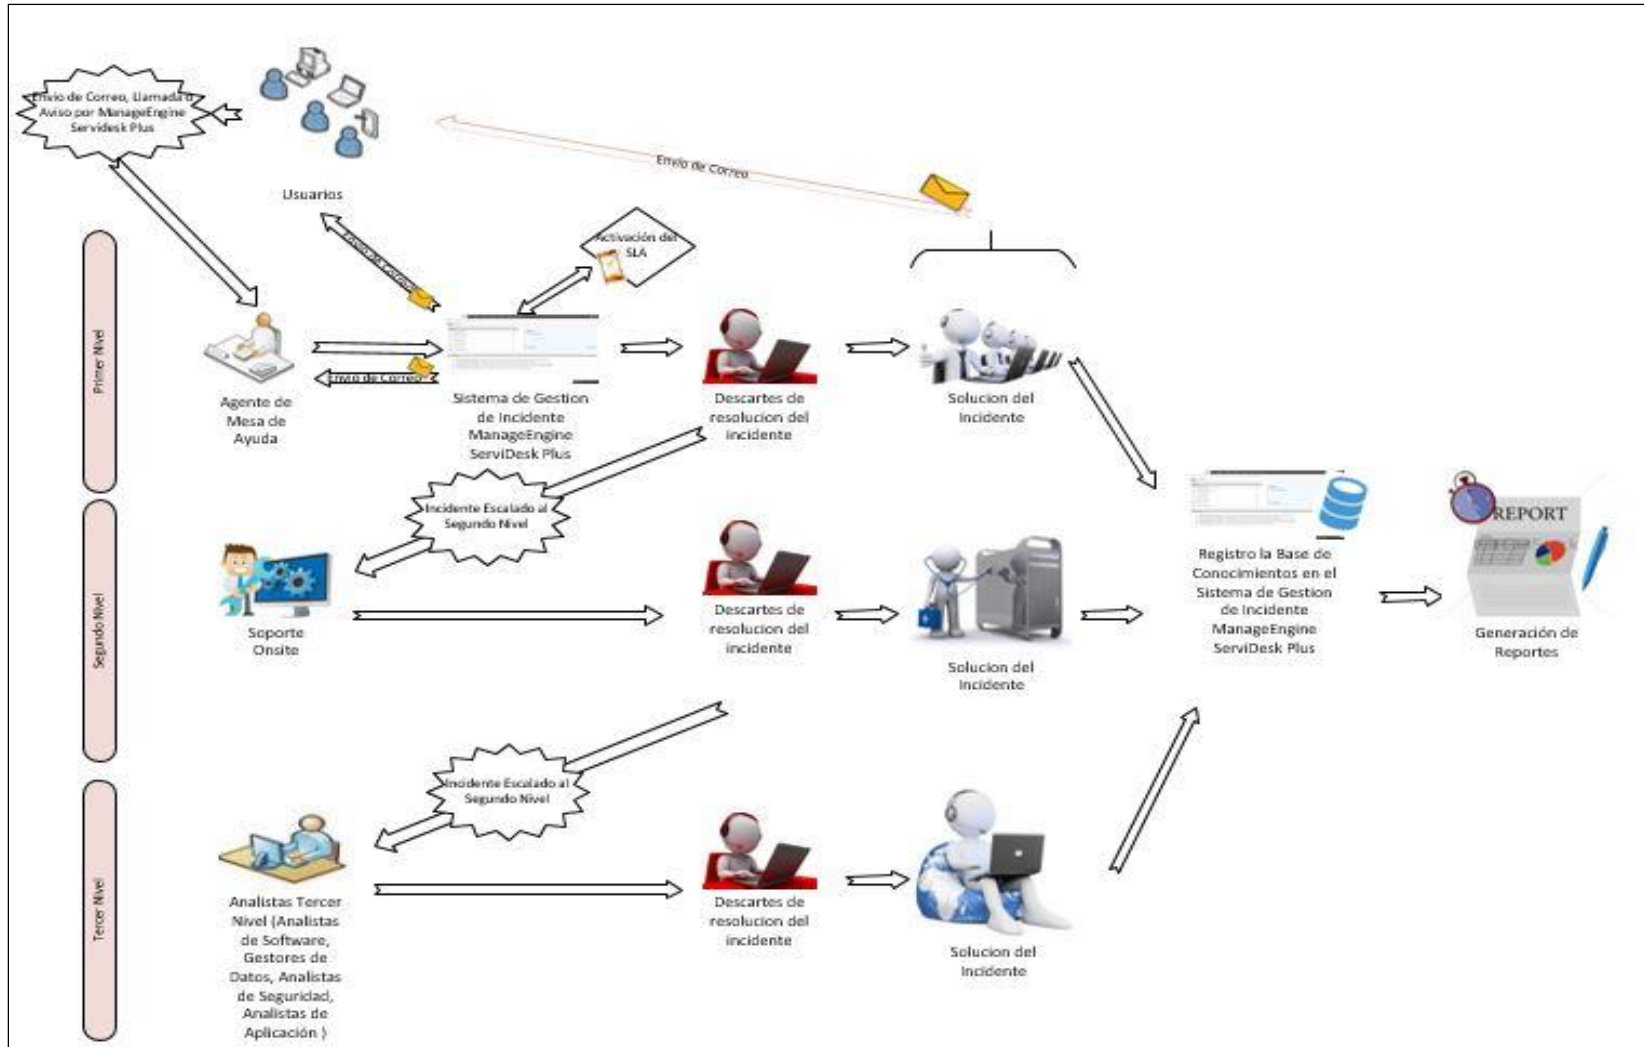 Envio de Correo, Llamada o
Aviso por ManageEngine
Servidesk Plus
Usuarios
Envio de Correo
Envio de Correo
Activación del
SLA
Primer Nivel
Agente de
Mesa de
Ayuda
Envio de Correo
Sistema de Gestion
de Incidente
ManageEngine
ServiDesk Plus
Descartes de
resolucion del
incidente
Solucion del
Incidente
Incidente Escalado al
Segundo Nivel
Segundo Nivel
Soporte
Onsite
Descartes de
resolucion del
incidente
Solucion del
Incidente
Registro la Base de
Conocimientos en el
Sistema de Gestion
de Incidente
ManageEngine
ServiDesk Plus
REPORT
Generación de
Reportes
Incidente Escalado al
Segundo Nivel
Tercer Nivel
Analistas Tercer
Nivel (Analistas
de Software,
Gestores de
Datos, Analistas
de Seguridad,
Analistas de
Aplicación )
Descartes de
resolucion del
incidente
Solucion del
Incidente